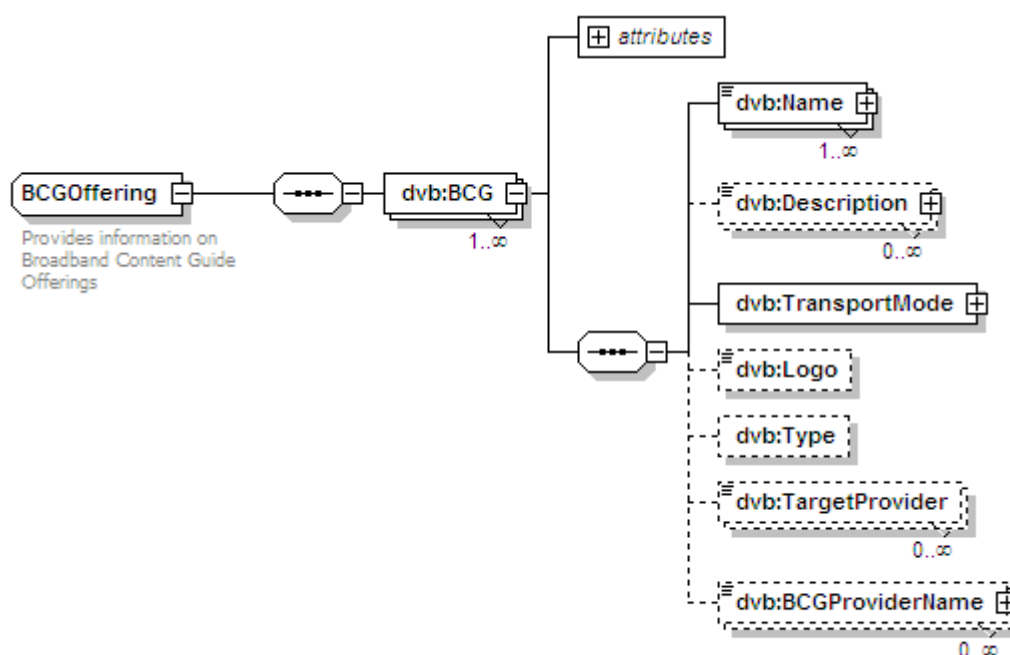 attributes
dvb:Name
1..∞
BCGOffering
dvb:BCG
1..∞
Provides information on
Broadband Content Guide
Offerings
dvb:Description
0..∞
dvb:TransportMode
dvb:Logo
dvb:Type
dvb:TargetProvider
0..∞
dvb:BCGProviderName
0..∞